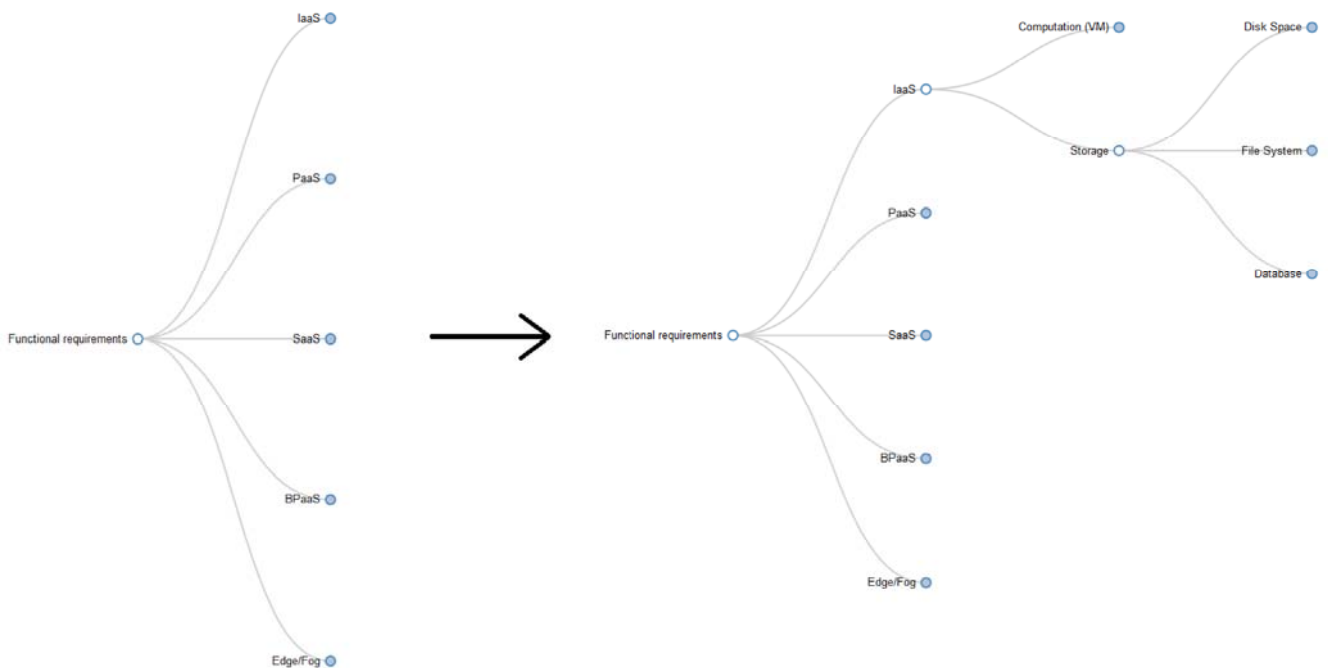 IaaS
PaaS
Functional requirements
SaaS
BPaaS
Edge/Fog
Computation (VM)
Disk Space
IaaS
Storage
File System
PaaS
Database
Functional requirements
SaaS
BPaaS
Edge/Fog